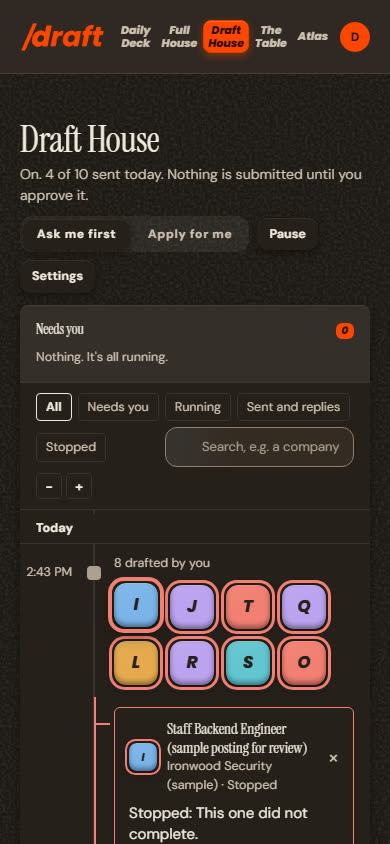 /draft
Daily Deck
Full House
Draft House
The Table
Atlas
D
Draft House
On. 4 of 10 sent today. Nothing is submitted until you
approve it.
Ask me first
Apply for me
Pause
Settings
Needs you
0
Nothing. It's all running.
All
Needs you
Running
Sent and replies
Stopped
Search, e.g. a company
−
+
Today
2:43 PM
8 drafted by you
I J T Q
L R S O
I
Staff Backend Engineer
(sample posting for review)
Ironwood Security
(sample) · Stopped
×
Stopped: This one did not
complete.